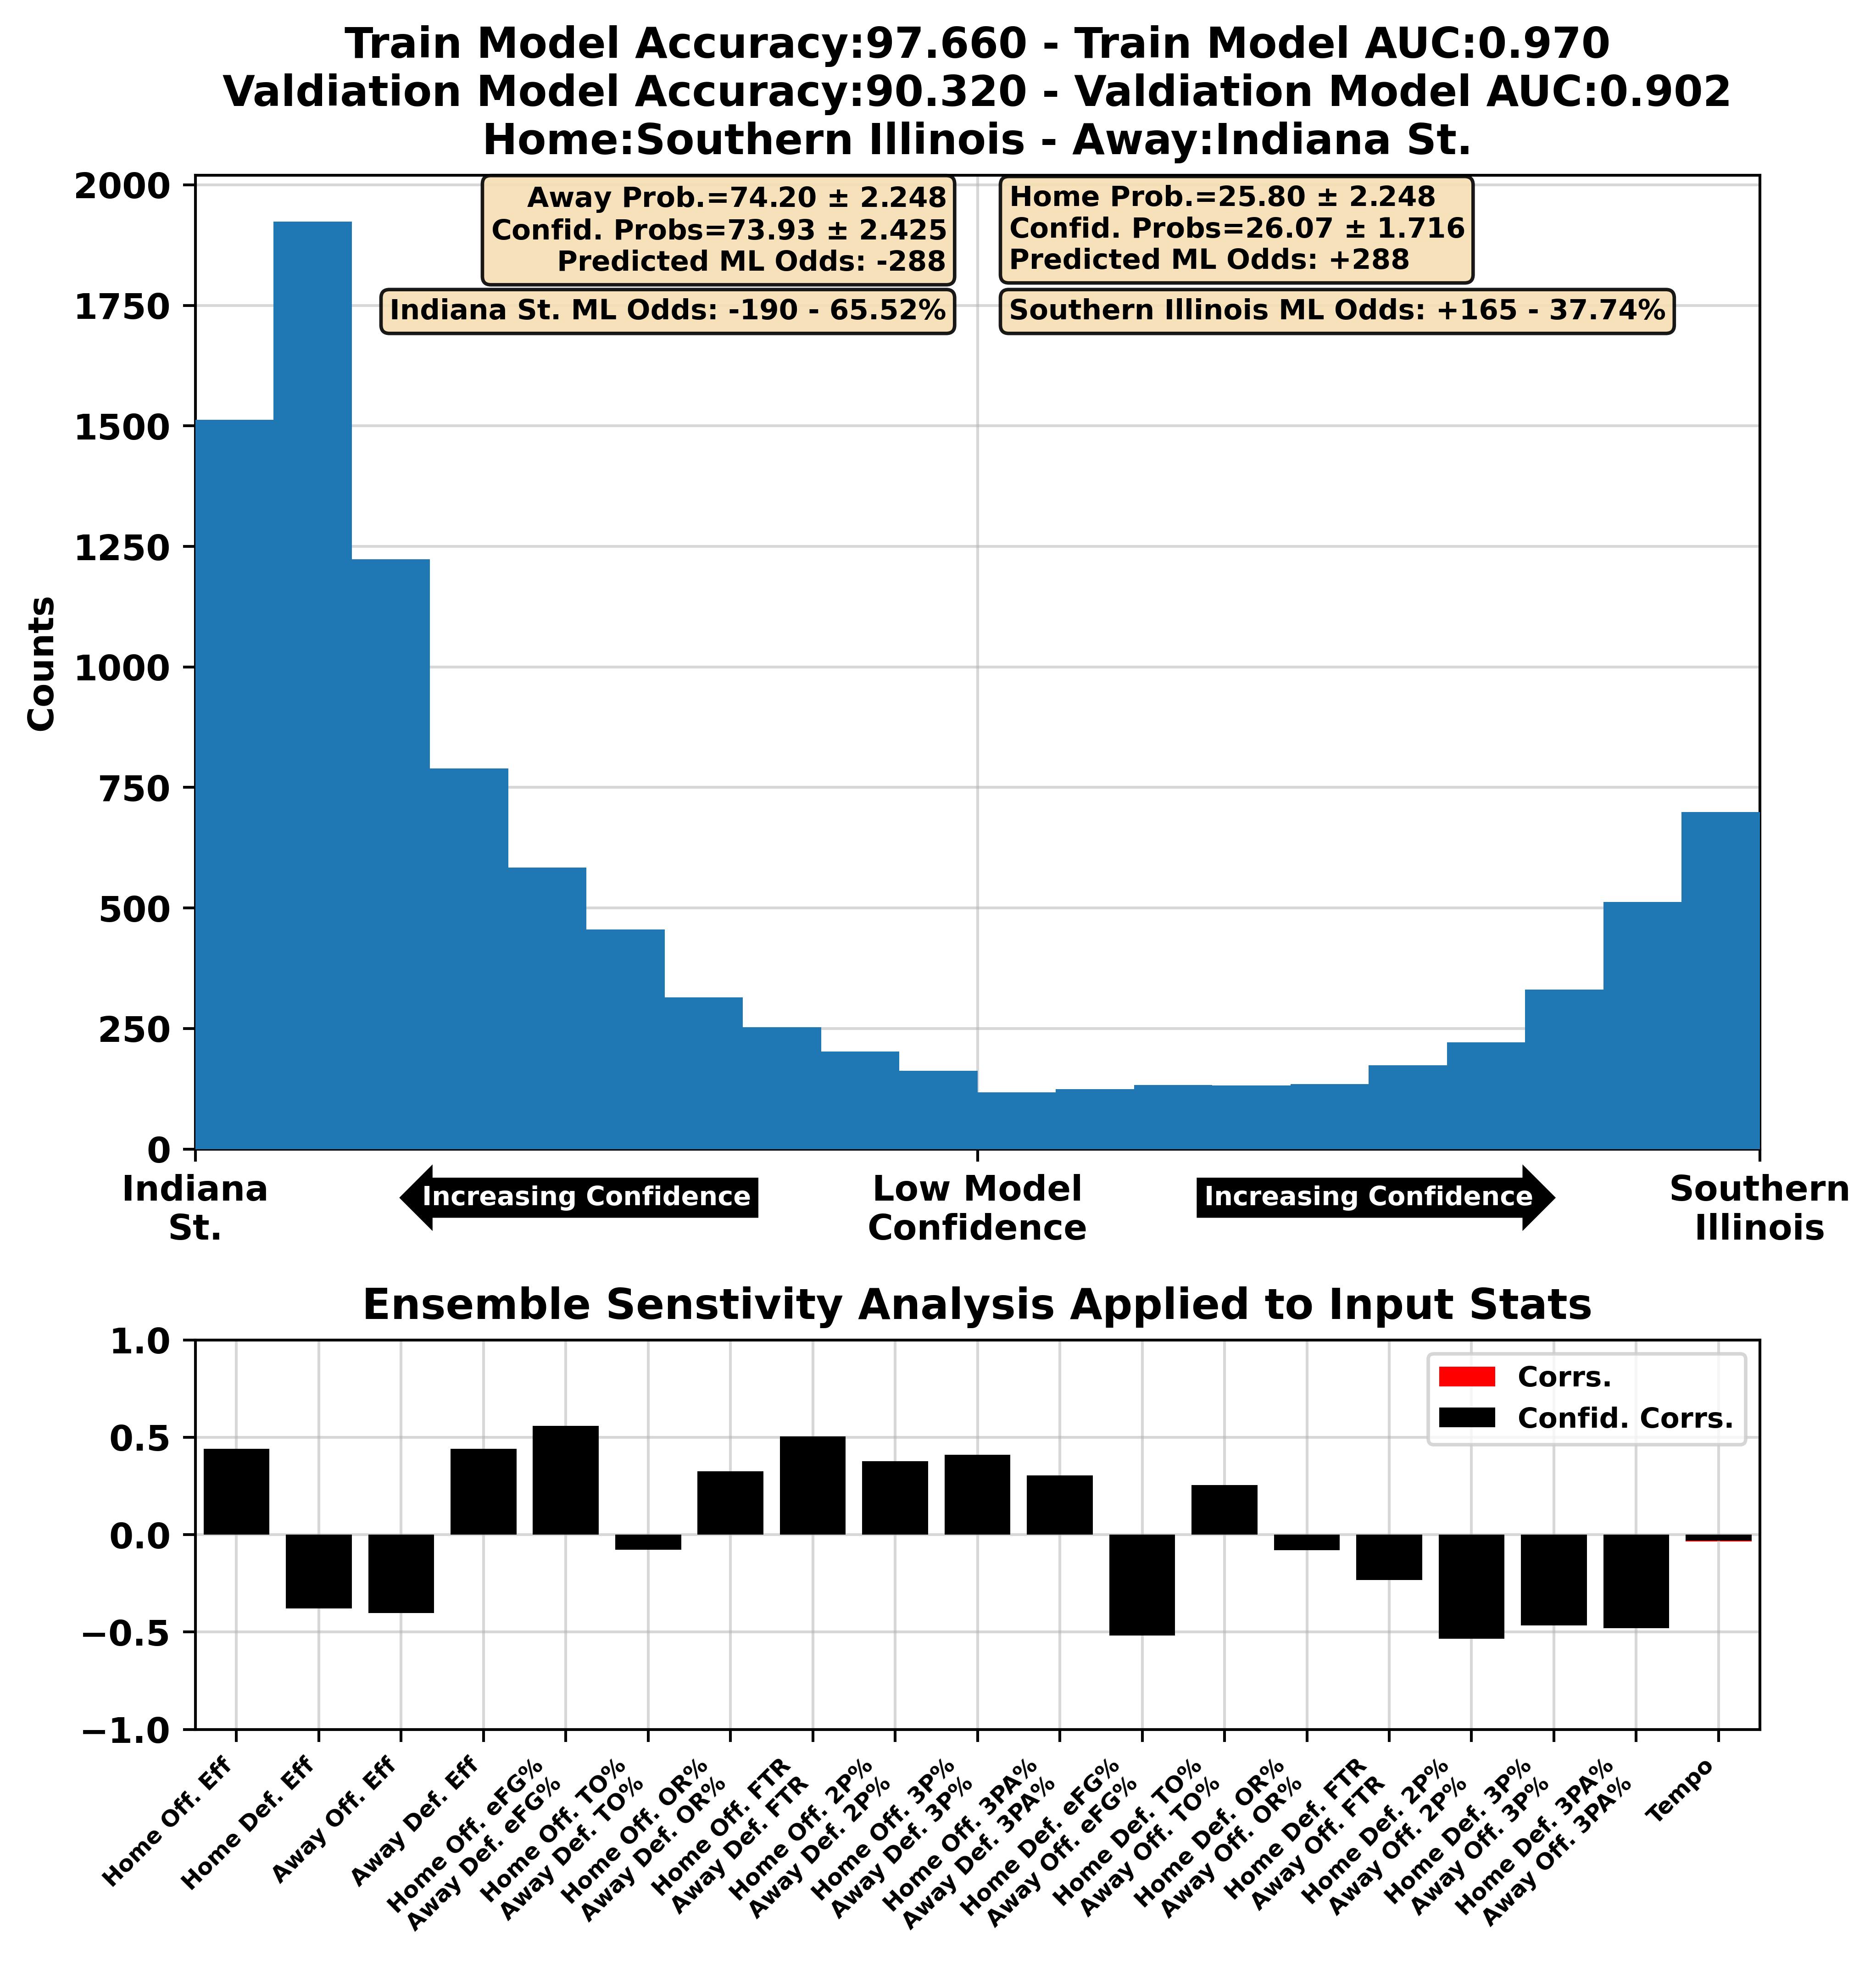 Train Model Accuracy:97.660 - Train Model AUC:0.970
Valdiation Model Accuracy:90.320 - Valdiation Model AUC:0.902
Home:Southern Illinois - Away:Indiana St.
Away Prob.=74.20 ± 2.248
Confid. Probs=73.93 ± 2.425
Predicted ML Odds: -288
Home Prob.=25.80 ± 2.248
Confid. Probs=26.07 ± 1.716
Predicted ML Odds: +288
Indiana St. ML Odds: -190 - 65.52%
Southern Illinois ML Odds: +165 - 37.74%
2000
1750
1500
1250
1000
750
500
250
0
Counts
Indiana
St.
Increasing Confidence
Low Model
Confidence
Increasing Confidence
Southern
Illinois
Ensemble Senstivity Analysis Applied to Input Stats
1.0
0.5
0.0
−0.5
−1.0
Corrs.
Confid. Corrs.
Home Off. Eff
Home Def. Eff
Away Off. Eff
Away Def. Eff
Home Off. eFG%
Away Def. eFG%
Home Off. TO%
Away Def. TO%
Home Off. OR%
Away Def. OR%
Home Off. FTR
Away Def. FTR
Home Off. 2P%
Away Def. 2P%
Home Off. 3P%
Away Def. 3P%
Home Off. 3PA%
Away Def. 3PA%
Home Def. eFG%
Away Off. eFG%
Home Def. TO%
Away Off. TO%
Home Def. OR%
Away Off. OR%
Home Def. FTR
Away Off. FTR
Home Def. 2P%
Away Off. 2P%
Home Def. 3P%
Away Off. 3P%
Home Def. 3PA%
Away Off. 3PA%
Tempo